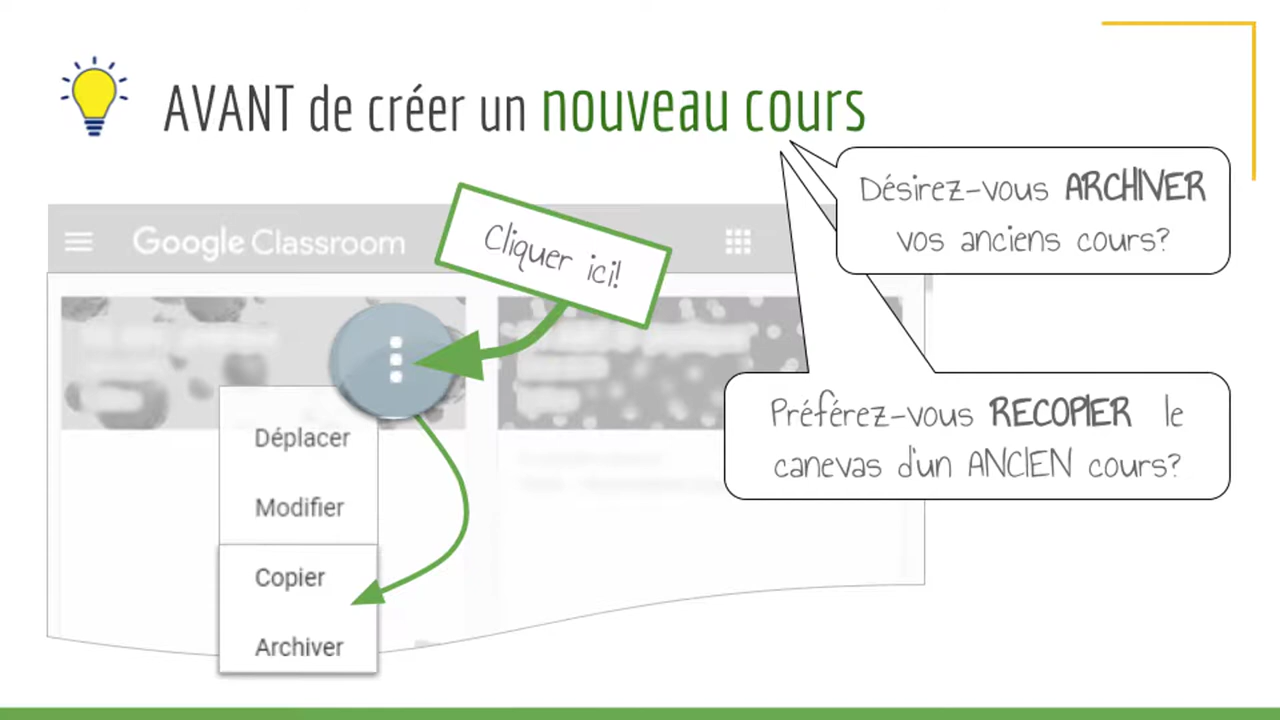 AVANT de créer un nouveau cours
Désirez-vous ARCHIVER
vos anciens cours?
Google Classroom
Cliquer ici!
Préférez-vous RECOPIER le
canevas d'un ANCIEN cours?
Déplacer
Modifier
Copier
Archiver